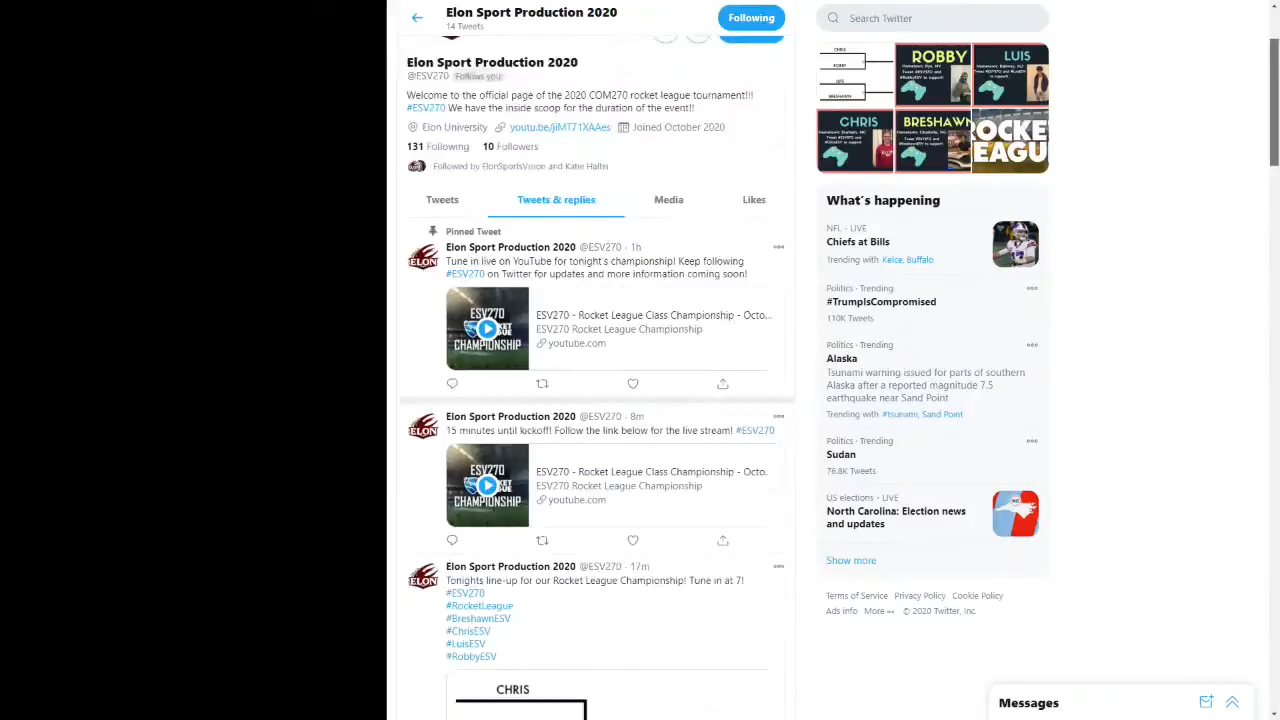 Elon Sport Production 2020
14 Tweets
Following
Elon Sport Production 2020
@ESV270 Follows you
Welcome to the official page of the 2020 COM270 rocket league tournament!!!
#ESV270 We have the inside scoop for the duration of the event!!
Elon University youtu.be/jiMT71XAAes Joined October 2020
131 Following 10 Followers
Followed by ElonSportsVision and Katie Haltm
Tweets Tweets & replies Media Likes
Pinned Tweet
Elon Sport Production 2020 @ESV270 · 1h
Tune in live on YouTube for tonight's championship! Keep following
#ESV270 on Twitter for updates and more information coming soon!
ESV270
CHAMPIONSHIP
ESV270 - Rocket League Class Championship - Octo...
ESV270 Rocket League Championship
youtube.com
Elon Sport Production 2020 @ESV270 · 8m
15 minutes until kickoff! Follow the link below for the live stream! #ESV270
ESV270
CHAMPIONSHIP
ESV270 - Rocket League Class Championship - Octo.
ESV270 Rocket League Championship
youtube.com
Elon Sport Production 2020 @ESV270 · 17m
Tonights line-up for our Rocket League Championship! Tune in at 7!
#ESV270
#RocketLeague
#BreshawnESV
#ChrisESV
#LuisESV
#RobbyESV
CHRIS
Search Twitter
CHRIS
ROBBY
BRESHAWN
ROBBY
LUIS
CHRIS
BRESHAWN
ROCKE
EAGU
What's happening
NFL · LIVE
Chiefs at Bills
Trending with Kelce, Buffalo
Politics · Trending
#TrumpIsCompromised
110K Tweets
Politics · Trending
Alaska
Tsunami warning issued for parts of southern
Alaska after a reported magnitude 7.5
earthquake near Sand Point
Trending with #tsunami, Sand Point
Politics · Trending
Sudan
76.8K Tweets
US elections · LIVE
North Carolina: Election news
and updates
Show more
Terms of Service Privacy Policy Cookie Policy
Ads info More ··· © 2020 Twitter, Inc.
Messages